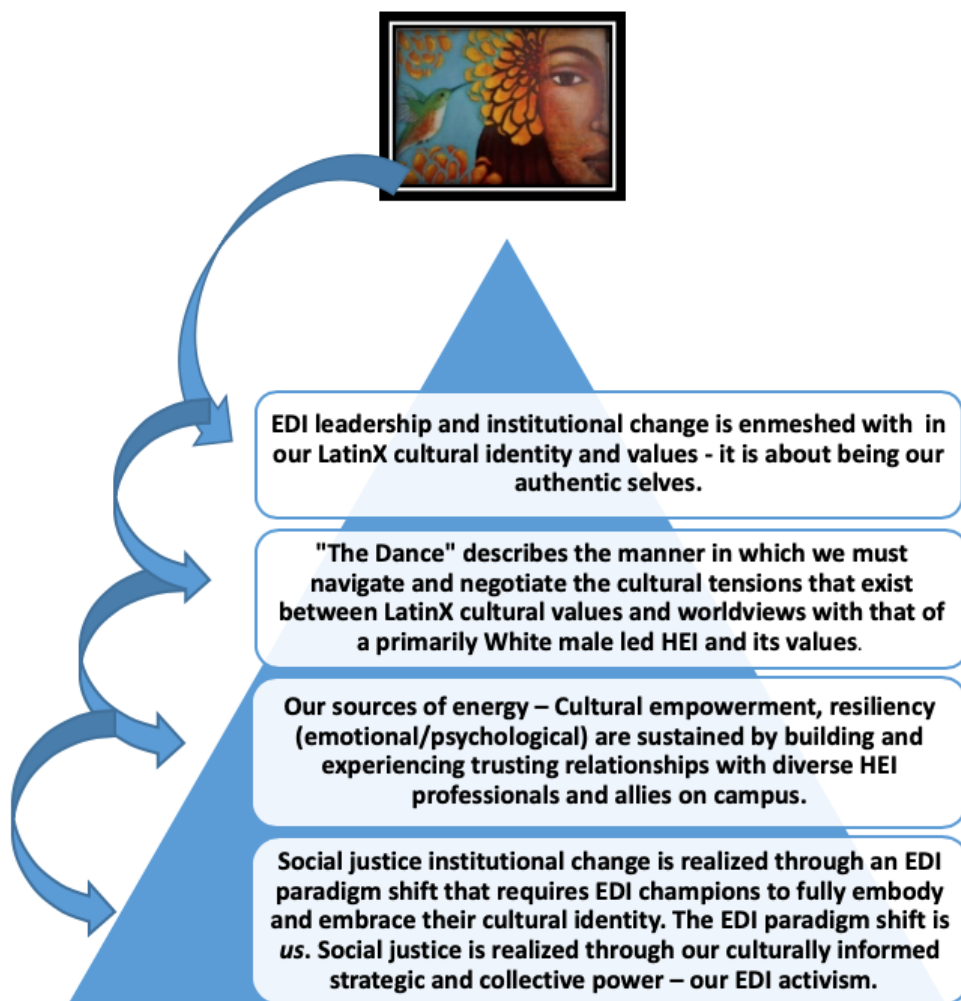 EDI leadership and institutional change is enmeshed with in
our LatinX cultural identity and values - it is about being our
authentic selves.
"The Dance" describes the manner in which we must
navigate and negotiate the cultural tensions that exist
between LatinX cultural values and worldviews with that of
a primarily White male led HEI and its values.
Our sources of energy – Cultural empowerment, resiliency
(emotional/psychological) are sustained by building and
experiencing trusting relationships with diverse HEI
professionals and allies on campus.
Social justice institutional change is realized through an EDI
paradigm shift that requires EDI champions to fully embody
and embrace their cultural identity. The EDI paradigm shift is
us. Social justice is realized through our culturally informed
strategic and collective power – our EDI activism.